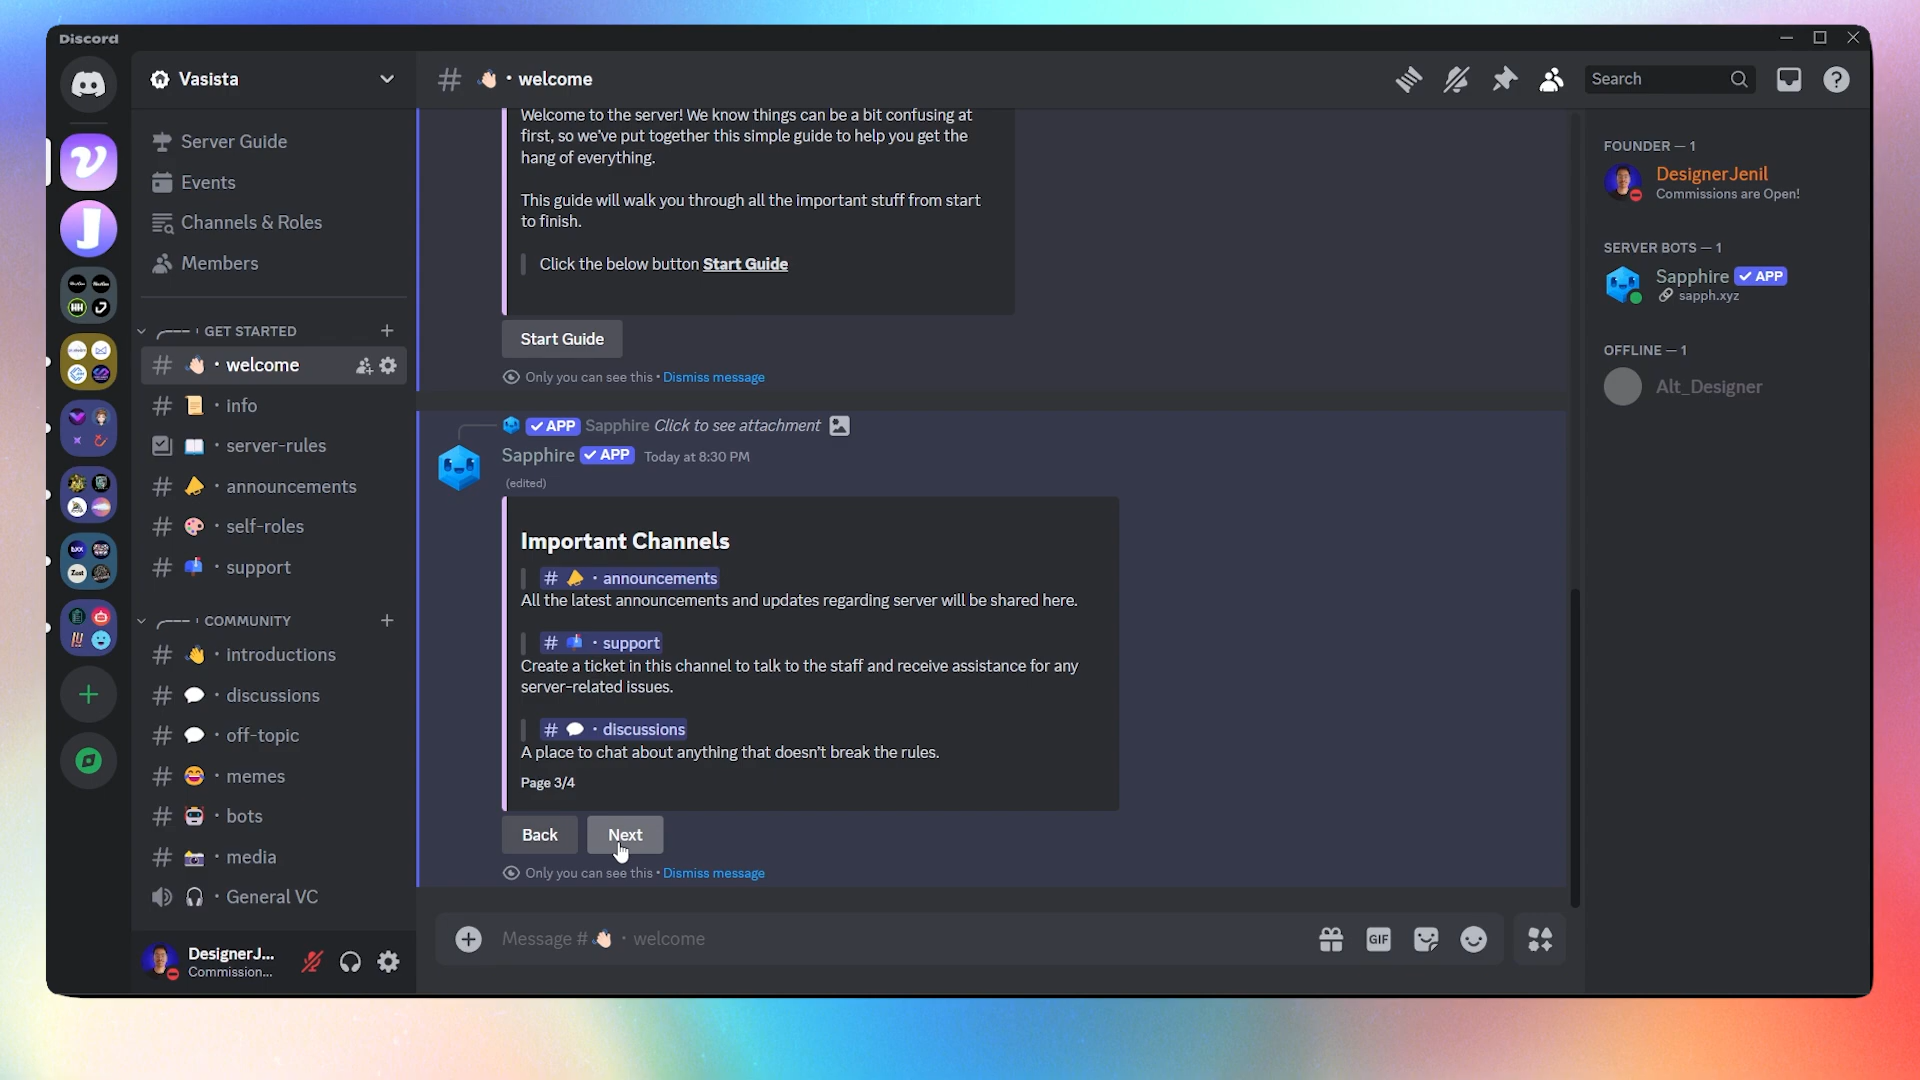 Discord
Vasista
Server Guide
Events
Channels & Roles
Members
GET STARTED
welcome
info
server-rules
announcements
self-roles
support
COMMUNITY
introductions
discussions
off-topic
memes
bots
media
General VC
DesignerJ...
Commission...
# 👋🏻・welcome
Search
Welcome to the server! We know things can be a bit confusing at
first, so we've put together this simple guide to help you get the
hang of everything.
This guide will walk you through all the important stuff from start
to finish.
Click the below button Start Guide
Start Guide
Only you can see this • Dismiss message
✓ APP Sapphire Click to see attachment
Sapphire ✓ APP Today at 8:30 PM
(edited)
Important Channels
# 📣・announcements
All the latest announcements and updates regarding server will be shared here.
# 📬・support
Create a ticket in this channel to talk to the staff and receive assistance for any
server-related issues.
# 💬・discussions
A place to chat about anything that doesn't break the rules.
Page 3/4
Back Next
Only you can see this • Dismiss message
Message # 👋🏻・welcome
GIF
FOUNDER — 1
DesignerJenil
Commissions are Open!
SERVER BOTS — 1
Sapphire ✓ APP
sapph.xyz
OFFLINE — 1
Alt_Designer